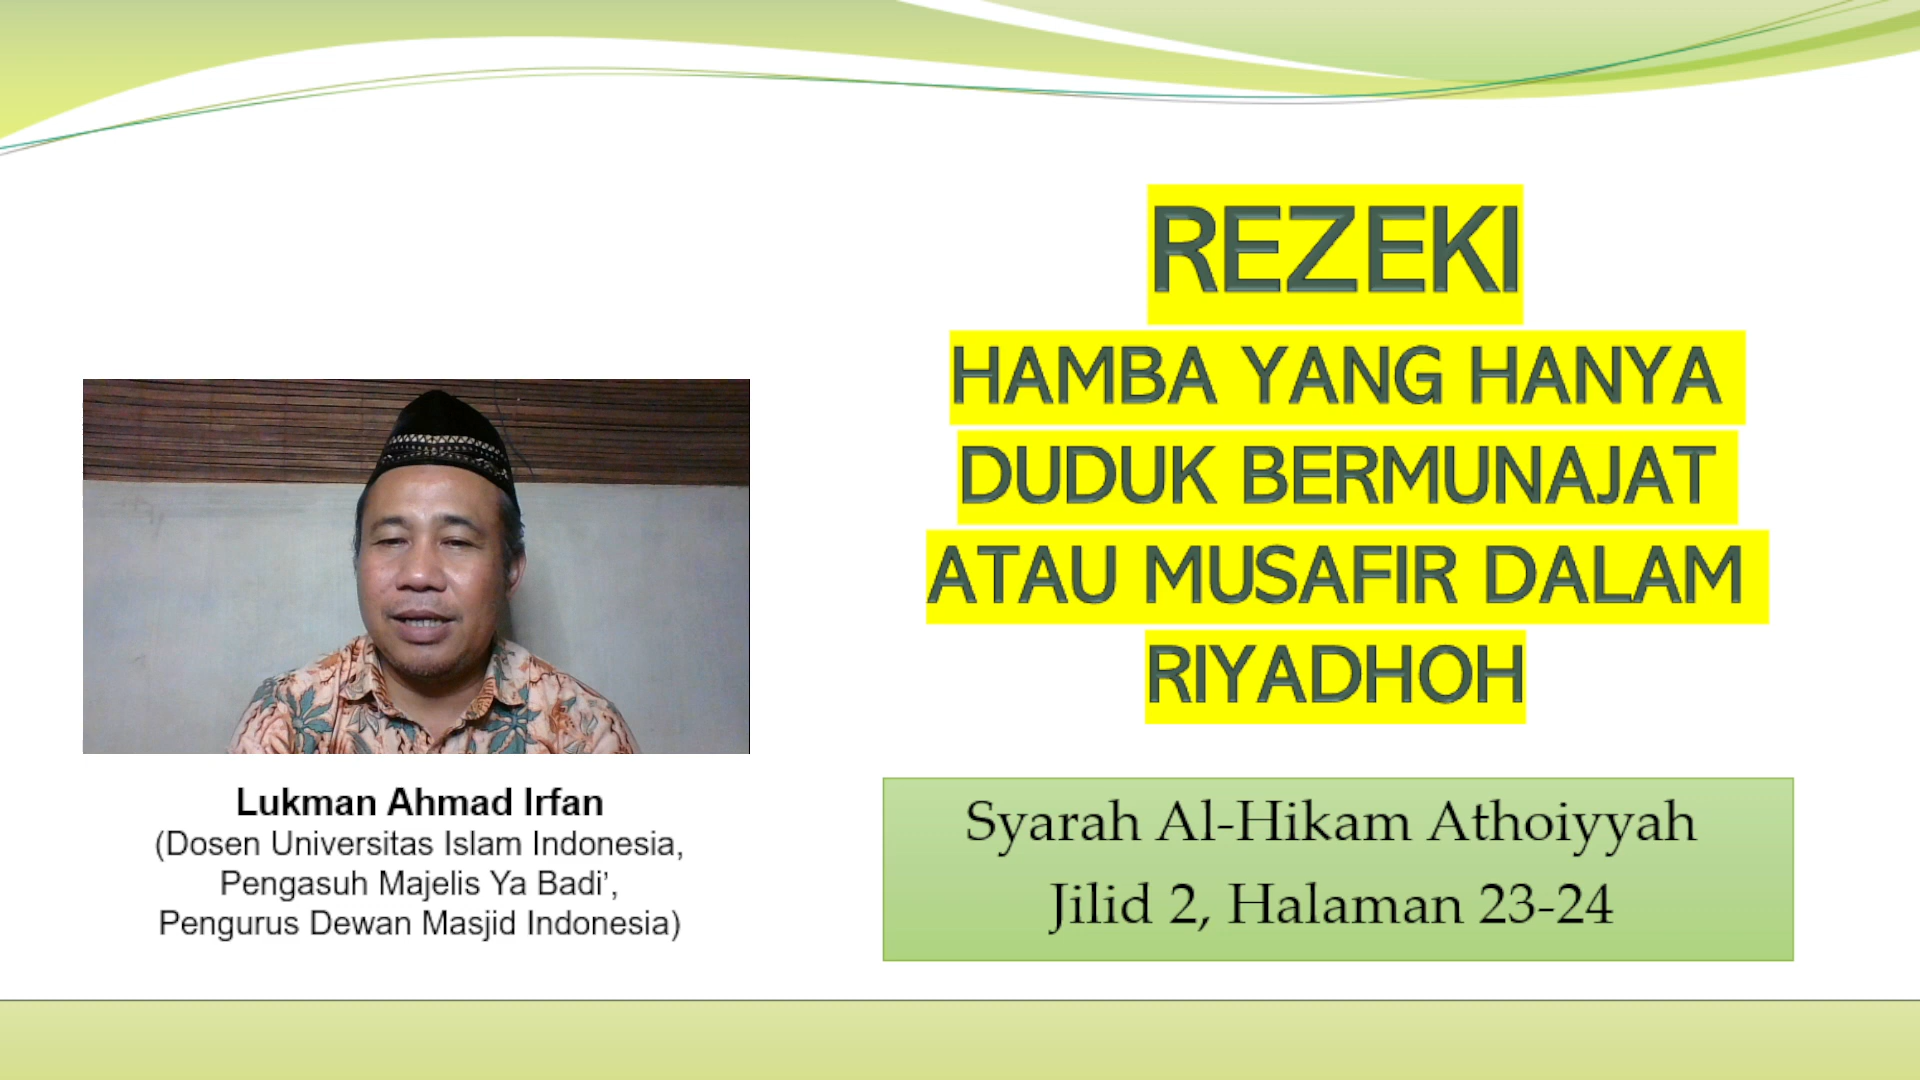 REZEKI
HAMBA YANG HANYA
DUDUK BERMUNAJAT
ATAU MUSAFIR DALAM
RIYADHOH
Syarah Al-Hikam Athoiyyah
Jilid 2, Halaman 23-24
Lukman Ahmad Irfan
(Dosen Universitas Islam Indonesia,
Pengasuh Majelis Ya Badi’,
Pengurus Dewan Masjid Indonesia)